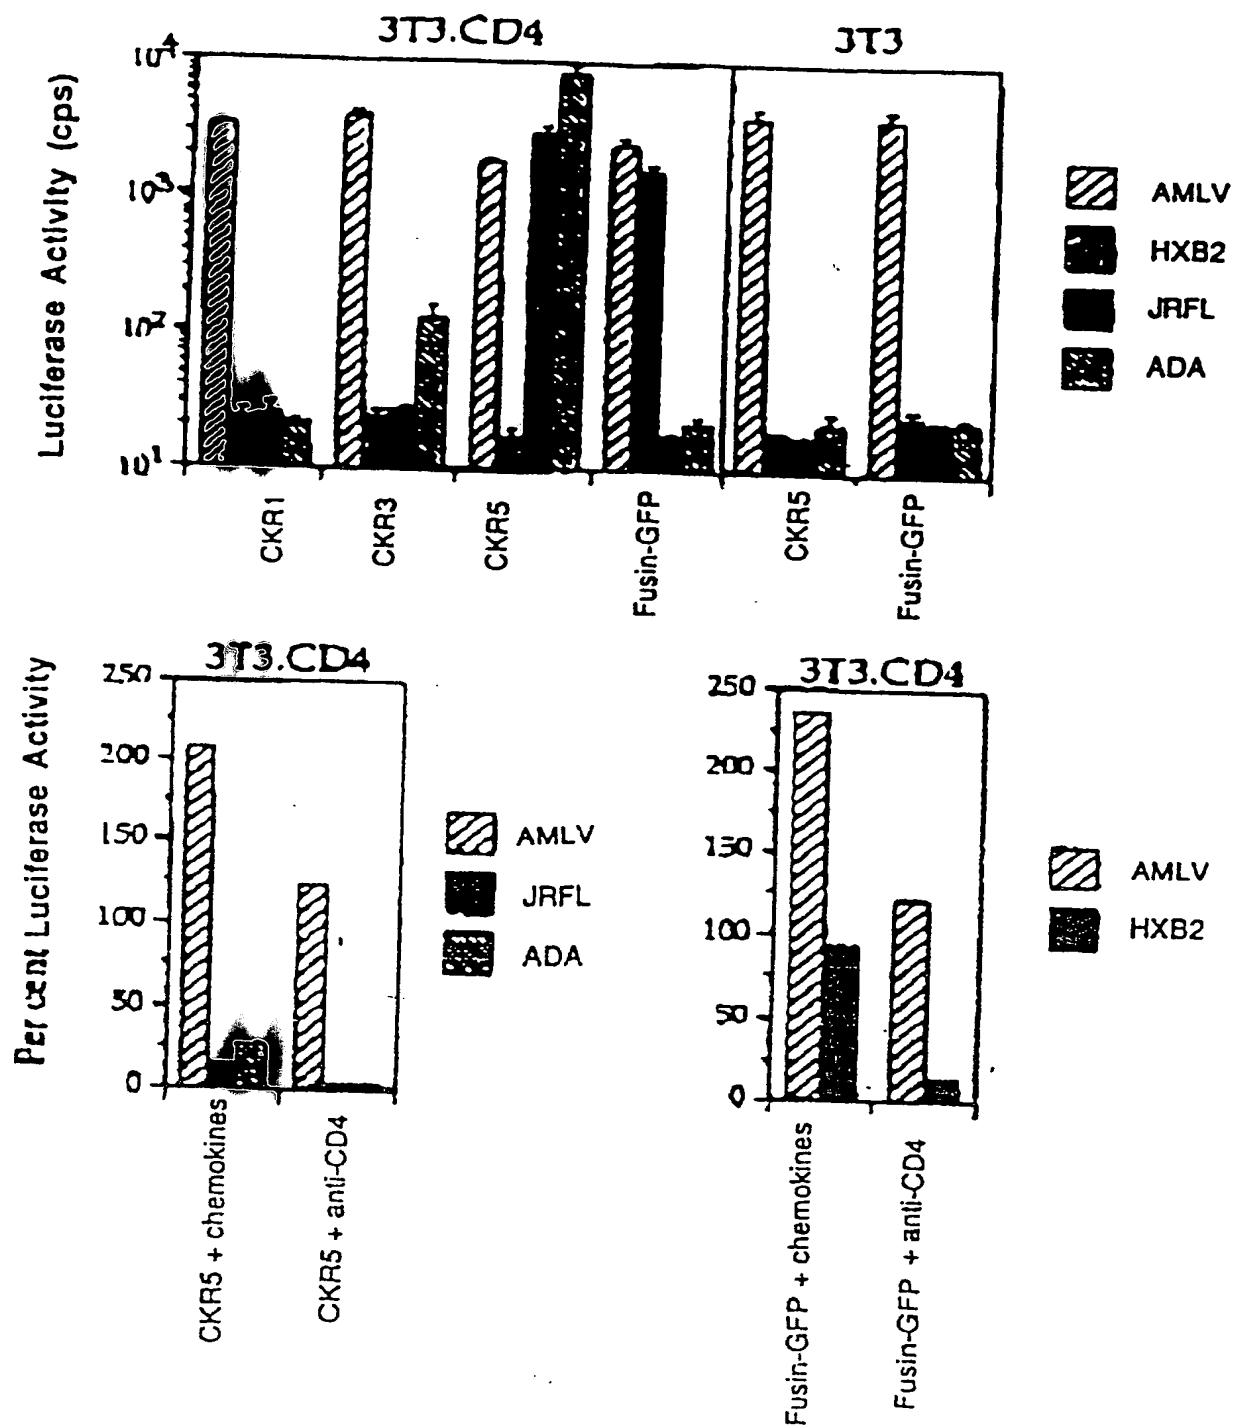 3T3.CD4
3T3
Luciferase Activity (cps)
10^4
10^3
10^2
10^1
CKR1
CKR3
CKR5
Fusin-GFP
CKR5
Fusin-GFP
AMLV
HXB2
JRFL
ADA
3T3.CD4
Per cent Luciferase Activity
250
200
150
100
50
0
CKR5 + chemokines
CKR5 + anti-CD4
AMLV
JRFL
ADA
3T3.CD4
250
200
150
100
50
0
Fusin-GFP + chemokines
Fusin-GFP + anti-CD4
AMLV
HXB2